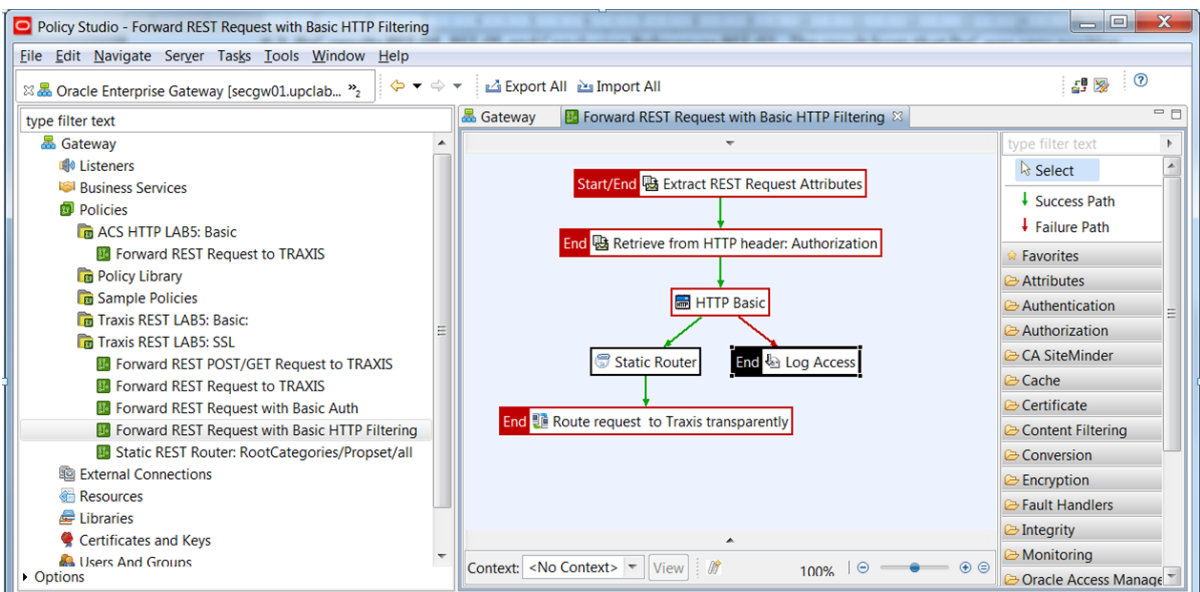 Policy Studio - Forward REST Request with Basic HTTP Filtering
File Edit Navigate Server Tasks Tools Window Help
Oracle Enterprise Gateway [secgw01.upclab... »2
Export All Import All
type filter text
Gateway
Listeners
Business Services
Policies
ACS HTTP LAB5: Basic
Forward REST Request to TRAXIS
Policy Library
Sample Policies
Traxis REST LAB5: Basic:
Traxis REST LAB5: SSL
Forward REST POST/GET Request to TRAXIS
Forward REST Request to TRAXIS
Forward REST Request with Basic Auth
Forward REST Request with Basic HTTP Filtering
Static REST Router: RootCategories/Propset/all
External Connections
Resources
Libraries
Certificates and Keys
Users And Groups
Options
Gateway Forward REST Request with Basic HTTP Filtering
Start/End Extract REST Request Attributes
End Retrieve from HTTP header: Authorization
HTTP Basic
Static Router
End Log Access
End Route request to Traxis transparently
Context: <No Context> View 100%
type filter text
Select
Success Path
Failure Path
Favorites
Attributes
Authentication
Authorization
CA SiteMinder
Cache
Certificate
Content Filtering
Conversion
Encryption
Fault Handlers
Integrity
Monitoring
Oracle Access Manage